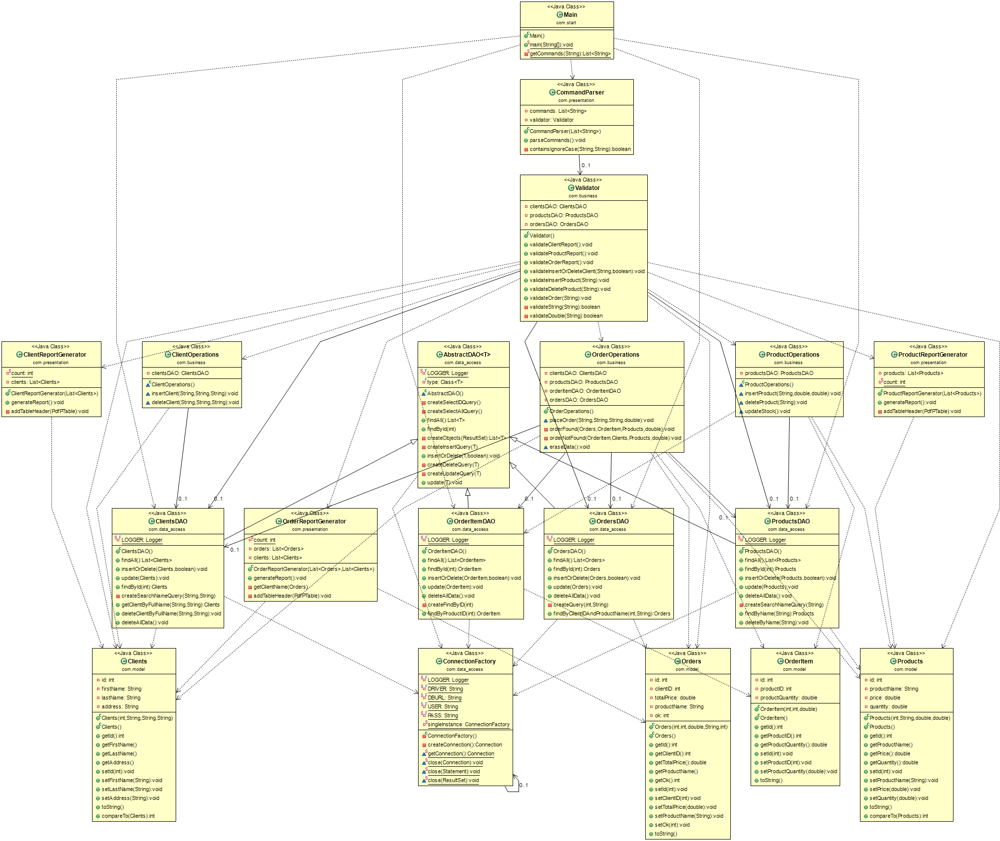 <<Java Class>>
Main
com.start
Main()
main(String[]):void
getCommands(String):List<String>
<<Java Class>>
CommandParser
com.presentation
commands: List<String>
validator: Validator
CommandParser(List<String>)
parseCommands():void
containsIgnoreCase(String,String):boolean
0..1
<<Java Class>>
Validator
com.business
clientsDAO: ClientsDAO
productsDAO: ProductsDAO
ordersDAO: OrdersDAO
Validator()
validateClientReport():void
validateProductReport():void
validateOrderReport():void
validateInsertOrDeleteClient(String,boolean):void
validateInsertProduct(String):void
validateDeleteProduct(String):void
validateOrder(String):void
validateString(String):boolean
validateDouble(String):boolean
<<Java Class>>
ClientReportGenerator
com.presentation
count: int
clients: List<Clients>
ClientReportGenerator(List<Clients>)
generateReport():void
addTableHeader(PdfPTable):void
<<Java Class>>
ClientOperations
com.business
clientsDAO: ClientsDAO
ClientOperations()
insertClient(String,String,String):void
deleteClient(String,String,String):void
<<Java Class>>
AbstractDAO<T>
com.data_access
LOGGER: Logger
type: Class<T>
AbstractDAO()
createSelectIDQuery()
createSelectAllQuery()
findAll():List<T>
findById(int)
createObjects(ResultSet):List<T>
createInsertQuery(T)
insertOrDelete(T,boolean):void
createDeleteQuery(T)
createUpdateQuery(T)
update(T):void
<<Java Class>>
OrderOperations
com.business
clientsDAO: ClientsDAO
productsDAO: ProductsDAO
orderItemDAO: OrderItemDAO
ordersDAO: OrdersDAO
OrderOperations()
placeOrder(String,String,String,double):void
orderFound(Orders,OrderItem,Products,double):void
orderNotFound(OrderItem,Clients,Products,double):void
eraseData():void
<<Java Class>>
ProductOperations
com.business
productsDAO: ProductsDAO
ProductOperations()
insertProduct(String,double,double):void
deleteProduct(String):void
updateStock():void
<<Java Class>>
ProductReportGenerator
com.presentation
products: List<Products>
count: int
ProductReportGenerator(List<Products>)
generateReport():void
addTableHeader(PdfPTable):void
0..1
0..1
0..1
0..1
0..1
0..1
0..1
0..1
0..1
<<Java Class>>
ClientsDAO
com.data_access
LOGGER: Logger
ClientsDAO()
findAll():List<Clients>
insertOrDelete(Clients,boolean):void
update(Clients):void
findById(int):Clients
createSearchNameQuery(String,String)
getClientByFullName(String,String):Clients
deleteClientByFullName(String,String):void
deleteAllData():void
<<Java Class>>
OrderReportGenerator
com.presentation
count: int
orders: List<Orders>
clients: List<Clients>
OrderReportGenerator(List<Orders>,List<Clients>)
generateReport():void
getClientName(Orders)
addTableHeader(PdfPTable):void
<<Java Class>>
OrderItemDAO
com.data_access
LOGGER: Logger
OrderItemDAO()
findAll():List<OrderItem>
findById(int):OrderItem
insertOrDelete(OrderItem,boolean):void
update(OrderItem):void
deleteAllData():void
createFindByID(int)
findByProductID(int):OrderItem
<<Java Class>>
OrdersDAO
com.data_access
LOGGER: Logger
OrdersDAO()
findAll():List<Orders>
findById(int):Orders
insertOrDelete(Orders,boolean):void
update(Orders):void
deleteAllData():void
createQuery(int,String)
findByClientIDAndProductName(int,String):Orders
<<Java Class>>
ProductsDAO
com.data_access
LOGGER: Logger
ProductsDAO()
findAll():List<Products>
findById(int):Products
insertOrDelete(Products,boolean):void
update(Products):void
deleteAllData():void
createSearchNameQuery(String)
findByName(String):Products
deleteByName(String):void
<<Java Class>>
Clients
com.model
id: int
firstName: String
lastName: String
address: String
Clients(int,String,String,String)
Clients()
getId():int
getFirstName()
getLastName()
getAddress()
setId(int):void
setFirstName(String):void
setLastName(String):void
setAddress(String):void
toString()
compareTo(Clients):int
<<Java Class>>
ConnectionFactory
com.data_access
LOGGER: Logger
DRIVER: String
DBURL: String
USER: String
PASS: String
singleInstance: ConnectionFactory
ConnectionFactory()
createConnection():Connection
getConnection():Connection
close(Connection):void
close(Statement):void
close(ResultSet):void
0..1
<<Java Class>>
Orders
com.model
id: int
clientID: int
totalPrice: double
productName: String
ok: int
Orders(int,int,double,String,int)
Orders()
getId():int
getClientID():int
getTotalPrice():double
getProductName()
getOk():int
setId(int):void
setClientID(int):void
setTotalPrice(double):void
setProductName(String):void
setOk(int):void
toString()
<<Java Class>>
OrderItem
com.model
id: int
productID: int
productQuantity: double
OrderItem(int,int,double)
OrderItem()
getId():int
getProductID():int
getProductQuantity():double
setId(int):void
setProductID(int):void
setProductQuantity(double):void
toString()
<<Java Class>>
Products
com.model
id: int
productName: String
price: double
quantity: double
Products(int,String,double,double)
Products()
getId():int
getProductName()
getPrice():double
getQuantity():double
setId(int):void
setProductName(String):void
setPrice(double):void
setQuantity(double):void
toString()
compareTo(Products):int